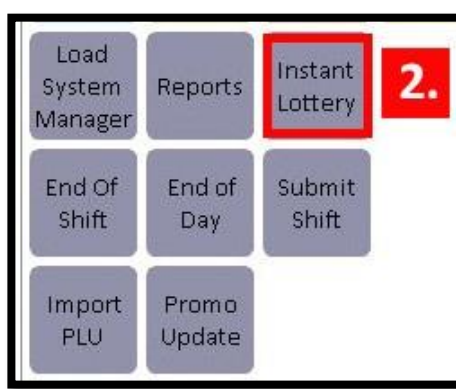 Load
System
Manager
Reports
Instant
Lottery
2.
End Of
Shift
End of
Day
Submit
Shift
Import
PLU
Promo
Update